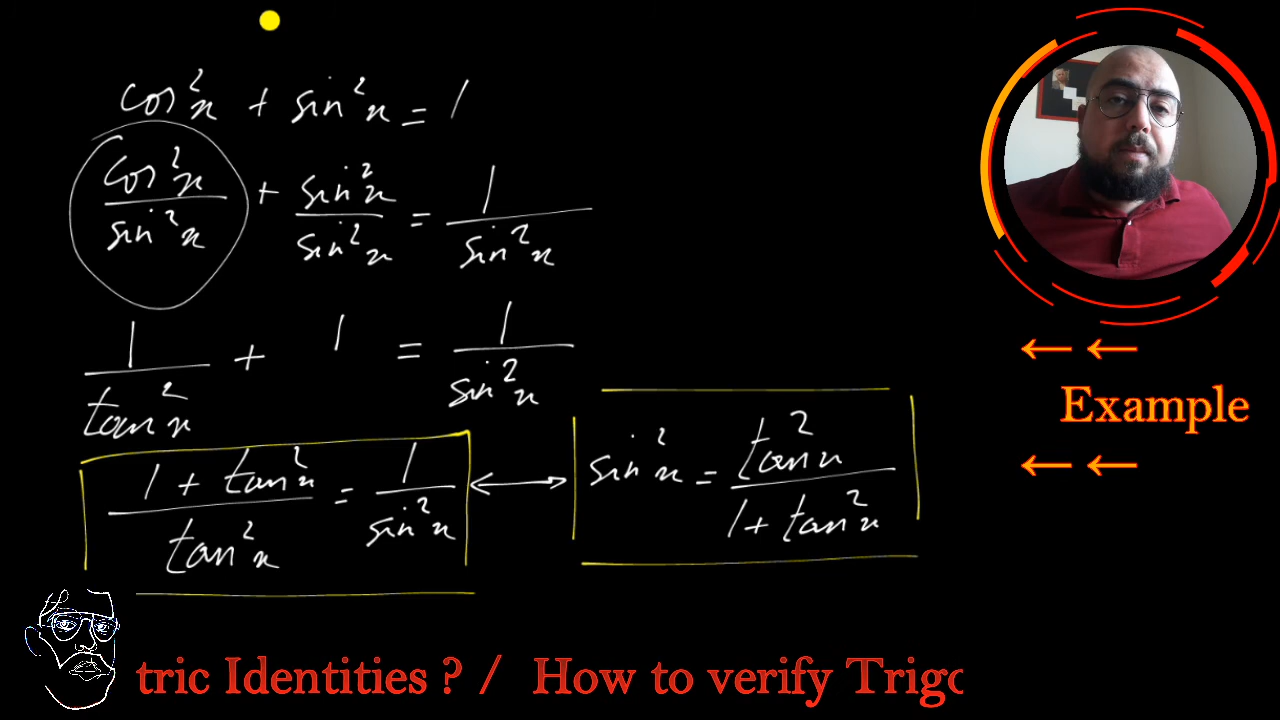 cos²x + sin²x = 1
cos²x/sin²x + sin²x/sin²x = 1/sin²x
1/tan²x + 1 = 1/sin²x
(1 + tan²x)/tan²x = 1/sin²x ↔ sin²x = tan²x/(1 + tan²x)
← ←
Example
← ←
tric Identities ? / How to verify Trigo